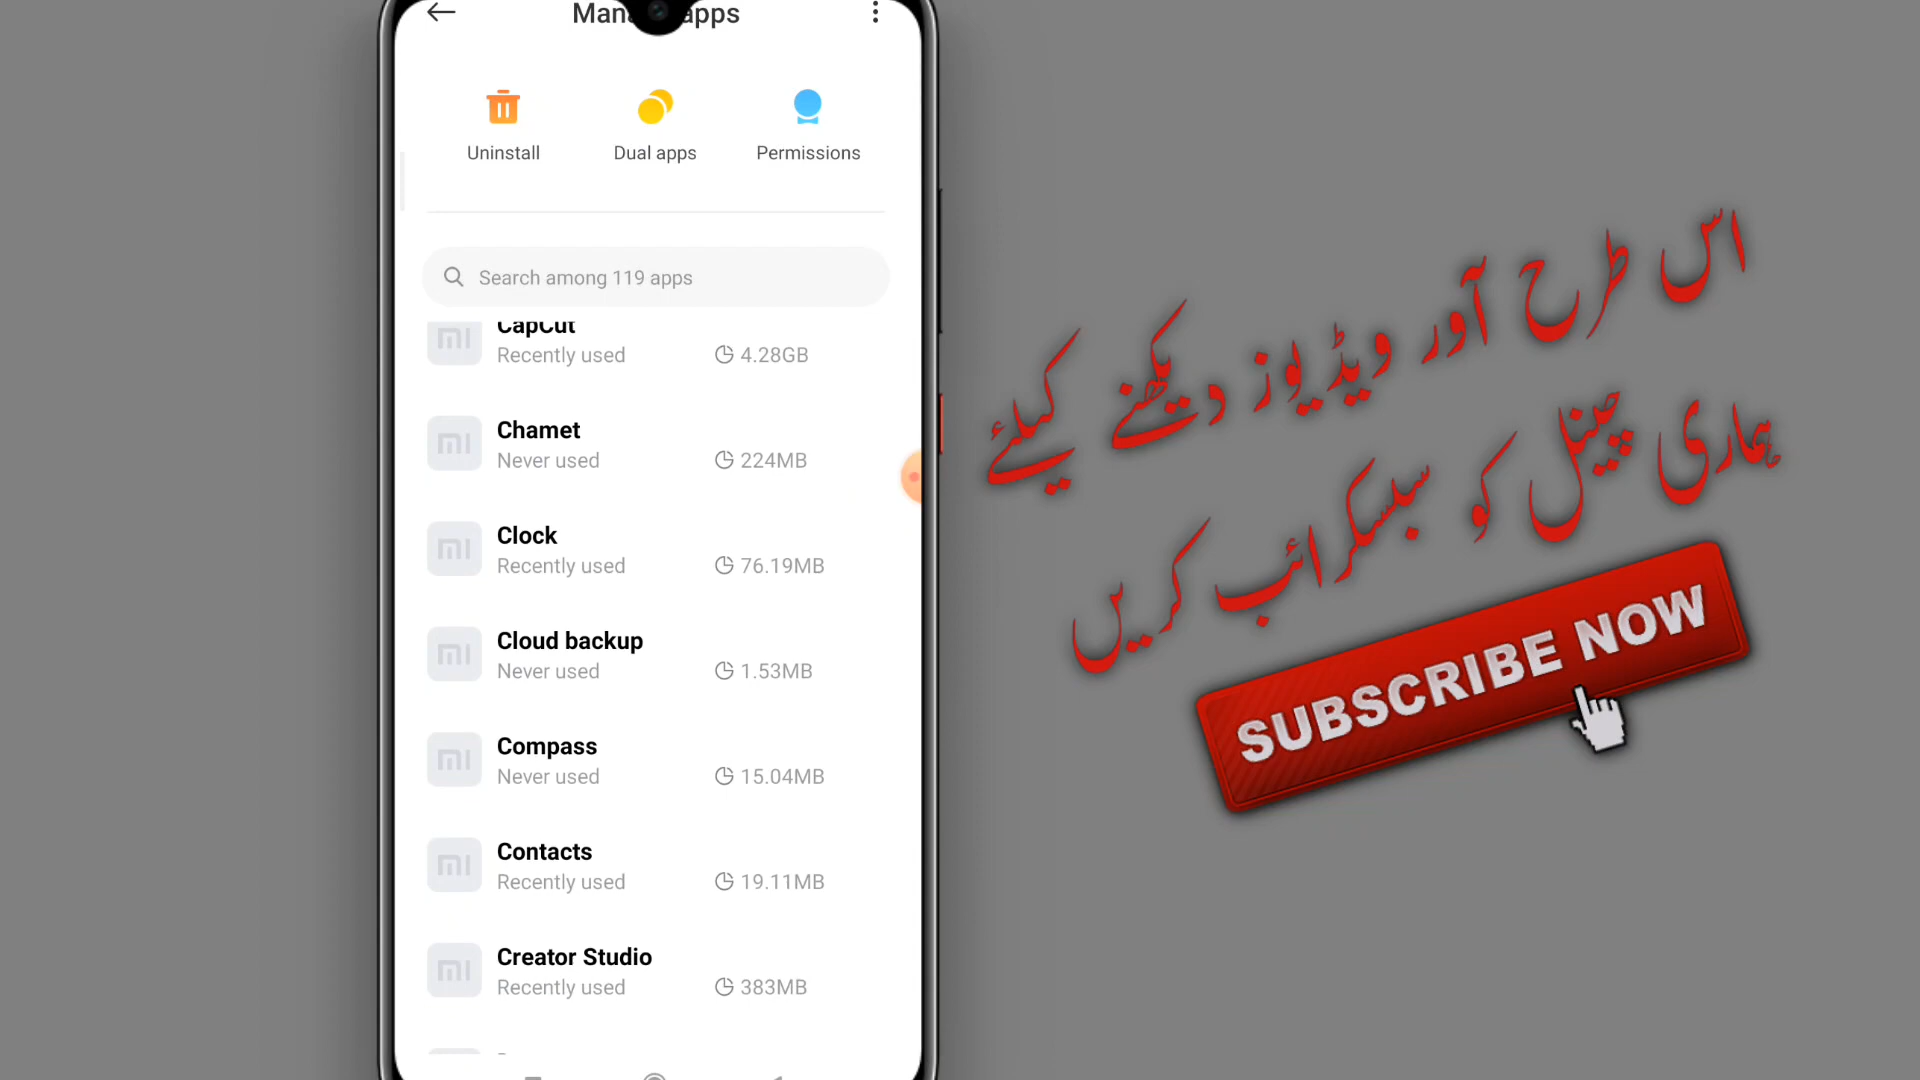 Manage apps
Uninstall
Dual apps
Permissions
Search among 119 apps
CapCut
Recently used
4.28GB
Chamet
Never used
224MB
Clock
Recently used
76.19MB
Cloud backup
Never used
1.53MB
Compass
Never used
15.04MB
Contacts
Recently used
19.11MB
Creator Studio
Recently used
383MB
اس طرح آور ویڈیوز دیکھنے کیلئے
ہماری چینل کو سبسکرائب کریں
SUBSCRIBE NOW